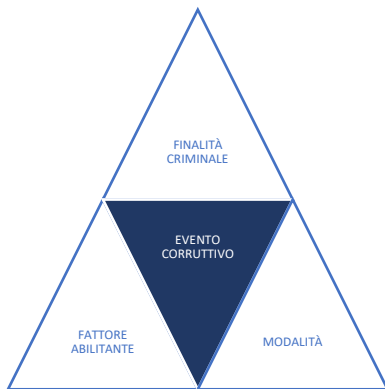 FINALITÀ
CRIMINALE
EVENTO
CORRUTTIVO
FATTORE
ABILITANTE
MODALITÀ